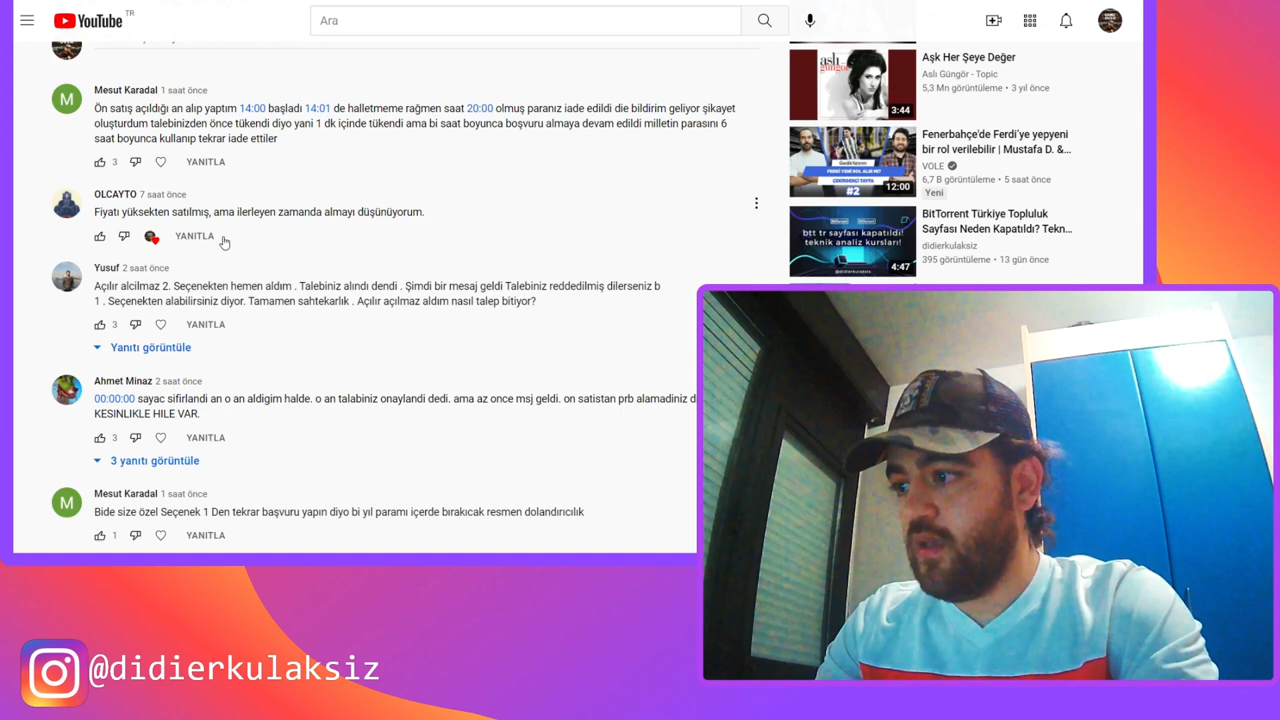 YouTube TR
Ara
Mesut Karadal 1 saat önce
Ön satış açıldığı an alıp yaptım 14:00 başladı 14:01 de halletmeme rağmen saat 20:00 olmuş paranız iade edildi die bildirim geliyor şikayet
oluşturdum talebinizden önce tükendi diyo yani 1 dk içinde tükendi ama bi saat boyunca boşvuru almaya devam edildi milletin parasını 6
saat boyunca kullanıp tekrar iade ettiler
3 YANITLA
OLCAYTO 7 saat önce
Fiyatı yüksekten satılmış, ama ilerleyen zamanda almayı düşünüyorum.
YANITLA
Yusuf 2 saat önce
Açılır alcilmaz 2. Seçenekten hemen aldım . Talebiniz alındı dendi . Şimdi bir mesaj geldi Talebiniz reddedilmiş dilerseniz b
1 . Seçenekten alabilirsiniz diyor. Tamamen sahtekarlık . Açılır açılmaz aldım nasıl talep bitiyor?
3 YANITLA
Yanıtı görüntüle
Ahmet Minaz 2 saat önce
00:00:00 sayac sifirlandi an o an aldigim halde. o an talabiniz onaylandi dedi. ama az once msj geldi. on satistan prb alamadiniz d
KESINLIKLE HILE VAR.
3 YANITLA
3 yanıtı görüntüle
Mesut Karadal 1 saat önce
Bide size özel Seçenek 1 Den tekrar başvuru yapın diyo bi yıl paramı içerde bırakıcak resmen dolandırıcılık
1 YANITLA
aslı
güngör
3:44
Aşk Her Şeye Değer
Aslı Güngör - Topic
5,3 Mn görüntüleme • 3 yıl önce
#2
12:00
Fenerbahçe'de Ferdi'ye yepyeni
bir rol verilebilir | Mustafa D. &...
VOLE
6,7 B görüntüleme • 5 saat önce
Yeni
btt tr sayfası kapatıldı!
teknik analiz kursları!
@didierkulaksiz
4:47
BitTorrent Türkiye Topluluk
Sayfası Neden Kapatıldı? Tekn...
didierkulaksiz
395 görüntüleme • 13 gün önce
@didierkulaksiz